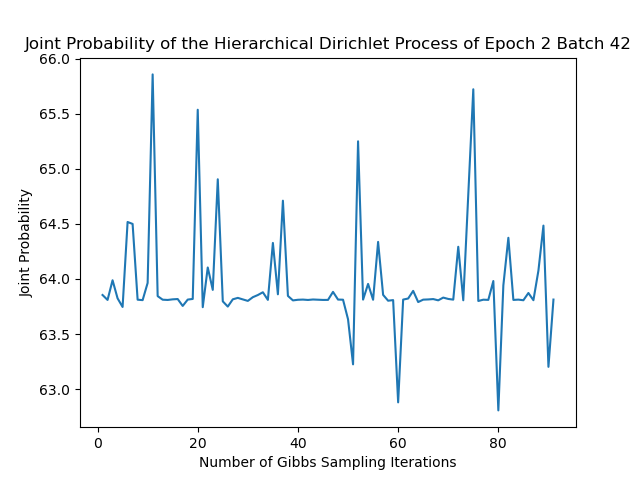 Joint Probability of the Hierarchical Dirichlet Process of Epoch 2 Batch 42
66.0
65.5
65.0
64.5
64.0
63.5
63.0
Joint Probability
0 20 40 60 80
Number of Gibbs Sampling Iterations